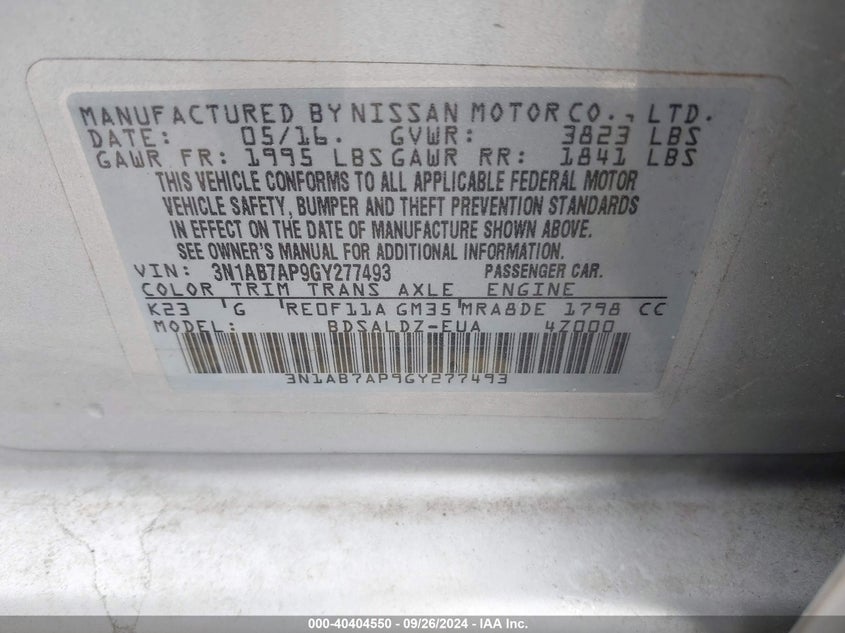 MANUFACTURED BY NISSAN MOTOR CO., LTD.
DATE: 05/16. GVWR: 3823 LBS
GAWR FR: 1995 LBS GAWR RR: 1841 LBS
THIS VEHICLE CONFORMS TO ALL APPLICABLE FEDERAL MOTOR
VEHICLE SAFETY, BUMPER AND THEFT PREVENTION STANDARDS
IN EFFECT ON THE DATE OF MANUFACTURE SHOWN ABOVE.
SEE OWNER'S MANUAL FOR ADDITIONAL INFORMATION.
VIN: 3N1AB7AP9GY277493 PASSENGER CAR.
COLOR TRIM TRANS AXLE ENGINE
K23 G RE0F11A GM35 MRA8DE 1798 CC
MODEL: BDSALDZ-EUA 4Z000
3N1AB7AP9GY277493
000-40404550 - 09/26/2024 - IAA Inc.